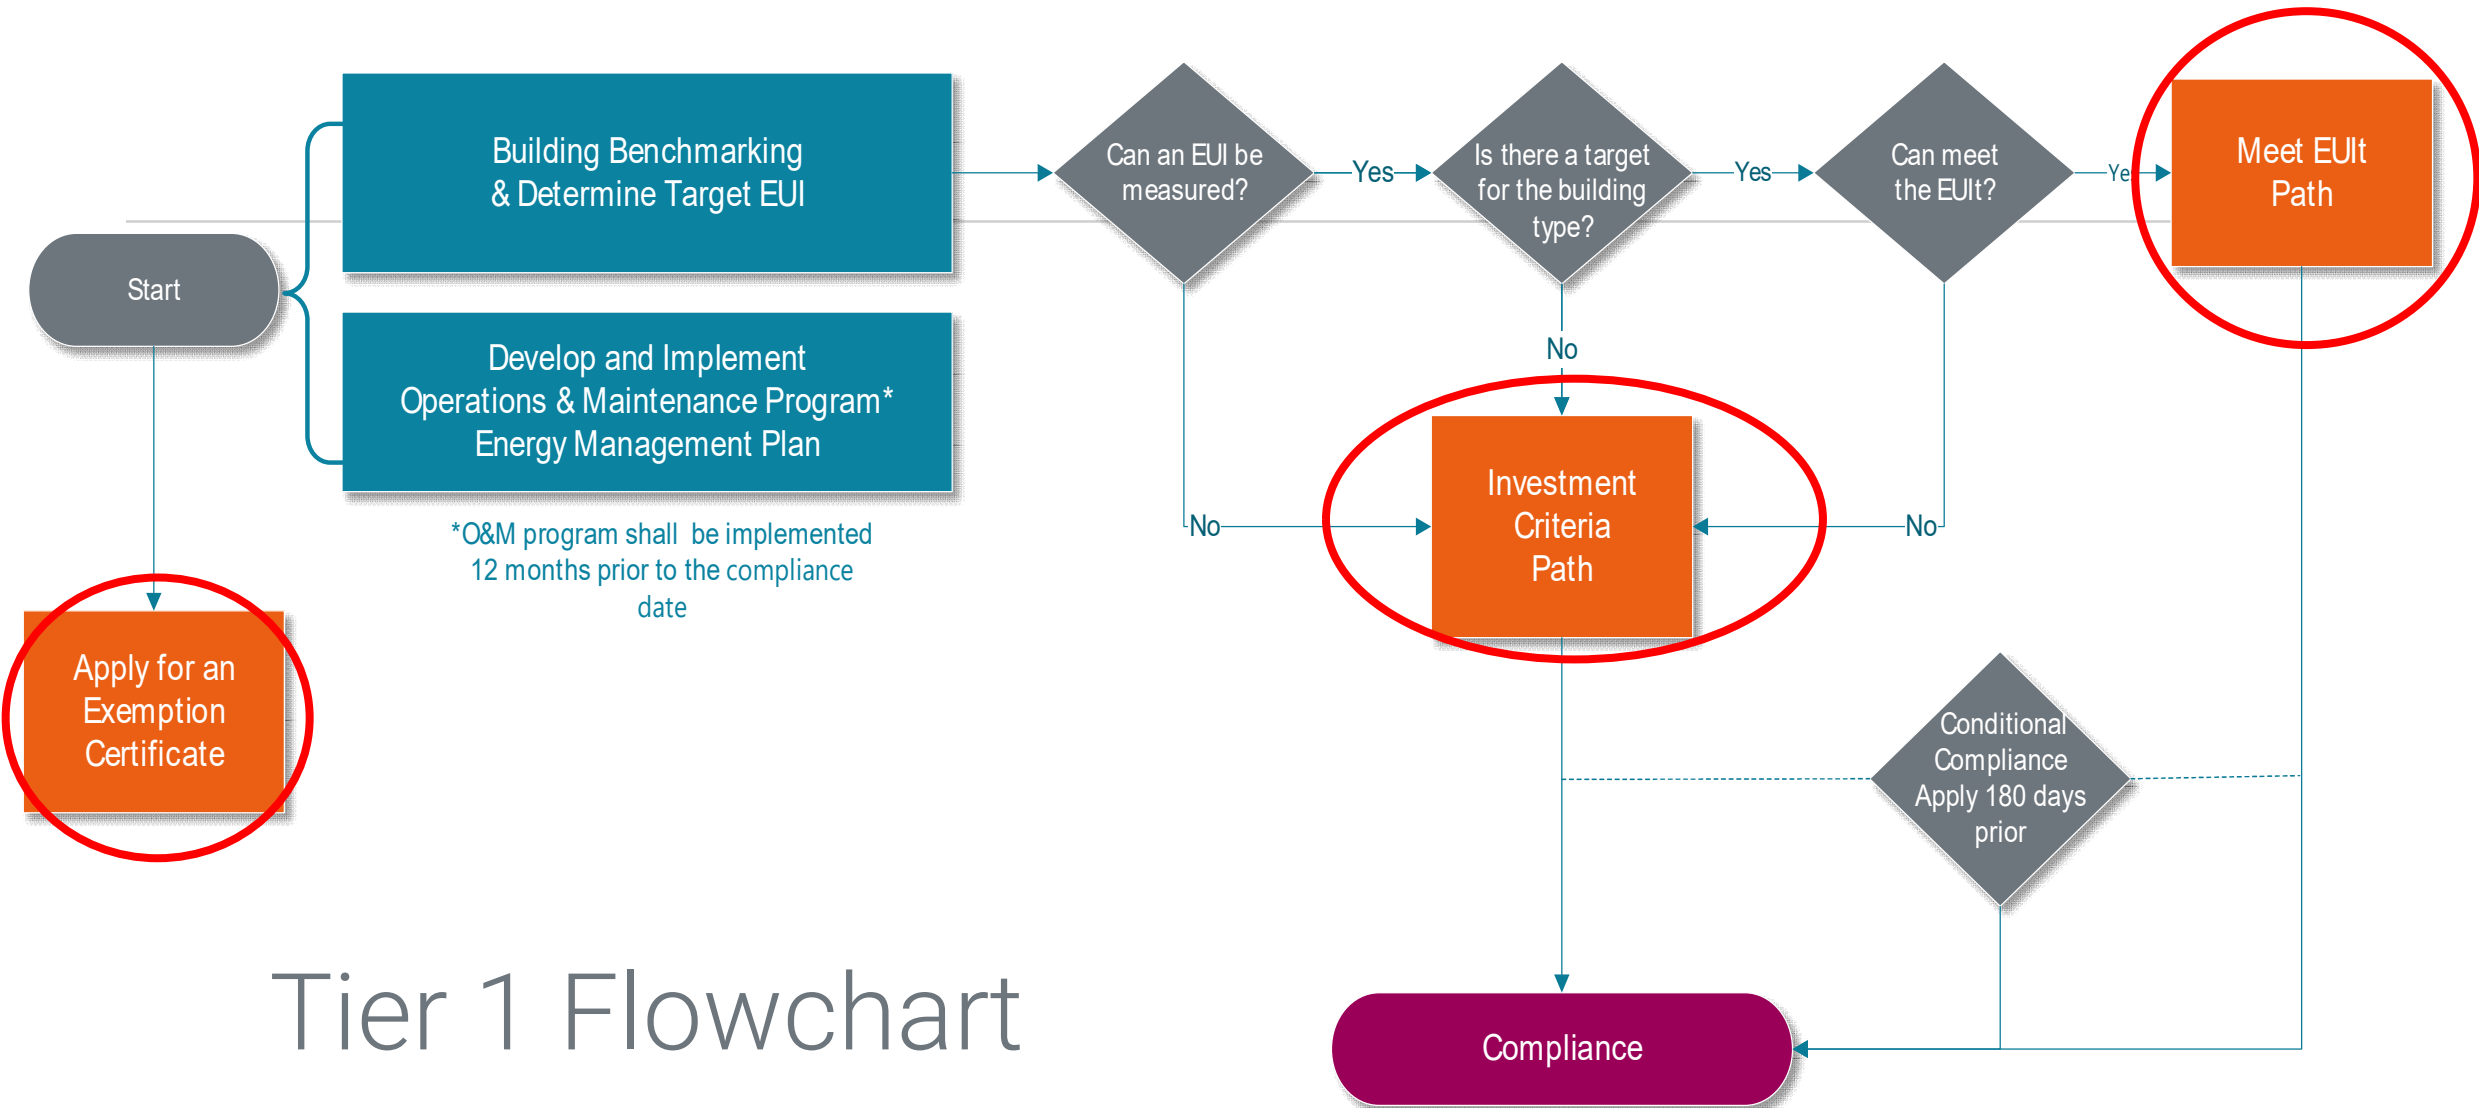 Building Benchmarking
& Determine Target EUI
Can an EUI be
measured?
Yes
Is there a target
for the building
type?
Yes
Can meet
the EUIt?
Ye
Meet EUIt
Path
Start
Develop and Implement
Operations & Maintenance Program*
Energy Management Plan
*O&M program shall be implemented
12 months prior to the compliance
date
No
No
No
Investment
Criteria
Path
Apply for an
Exemption
Certificate
Conditional
Compliance
Apply 180 days
prior
Compliance
Tier 1 Flowchart